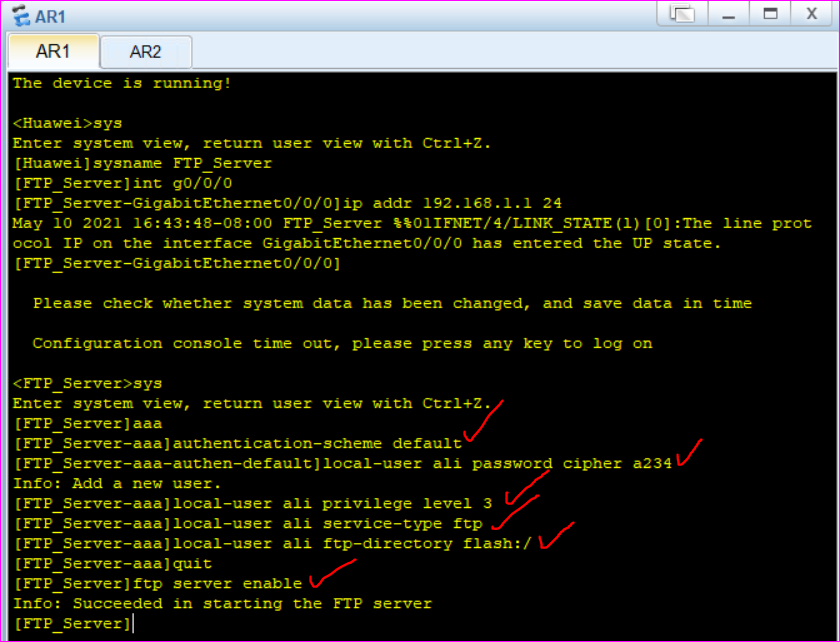 AR1
AR1 AR2
The device is running!
<Huawei>sys
Enter system view, return user view with Ctrl+Z.
[Huawei]sysname FTP_Server
[FTP_Server]int g0/0/0
[FTP_Server-GigabitEthernet0/0/0]ip addr 192.168.1.1 24
May 10 2021 16:43:48-08:00 FTP_Server %%01IFNET/4/LINK_STATE(l)[0]:The line prot
ocol IP on the interface GigabitEthernet0/0/0 has entered the UP state.
[FTP_Server-GigabitEthernet0/0/0]
Please check whether system data has been changed, and save data in time
Configuration console time out, please press any key to log on
<FTP_Server>sys
Enter system view, return user view with Ctrl+Z.
[FTP_Server]aaa
[FTP_Server-aaa]authentication-scheme default
[FTP_Server-aaa-authen-default]local-user ali password cipher a234
Info: Add a new user.
[FTP_Server-aaa]local-user ali privilege level 3
[FTP_Server-aaa]local-user ali service-type ftp
[FTP_Server-aaa]local-user ali ftp-directory flash:/
[FTP_Server-aaa]quit
[FTP_Server]ftp server enable
Info: Succeeded in starting the FTP server
[FTP_Server]